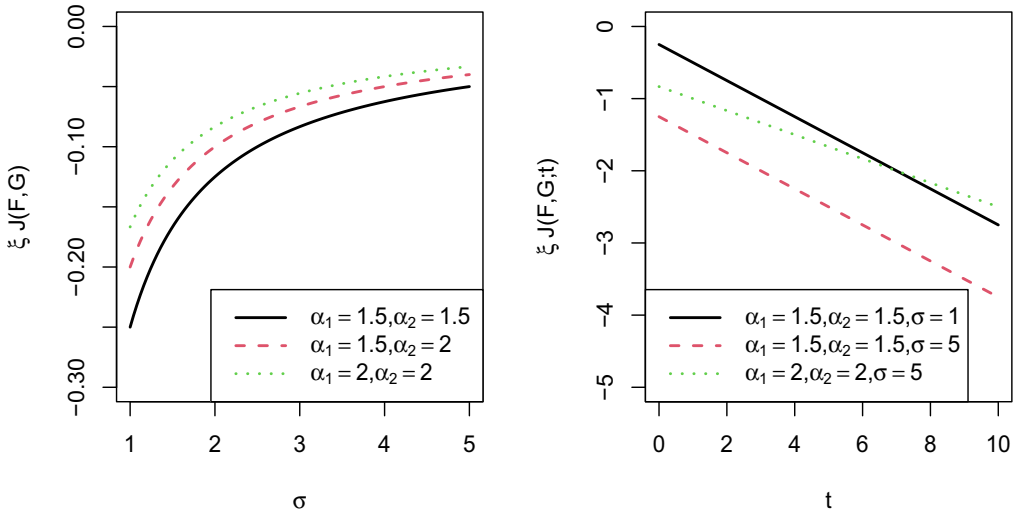 ξ J(F,G)
0.00
−0.10
−0.20
−0.30
α₁ = 1.5,α₂ = 1.5
α₁ = 1.5,α₂ = 2
α₁ = 2,α₂ = 2
1 2 3 4 5
σ
ξ J(F,G;t)
0
−1
−2
−3
−4
−5
α₁ = 1.5,α₂ = 1.5,σ = 1
α₁ = 1.5,α₂ = 1.5,σ = 5
α₁ = 2,α₂ = 2,σ = 5
0 2 4 6 8 10
t